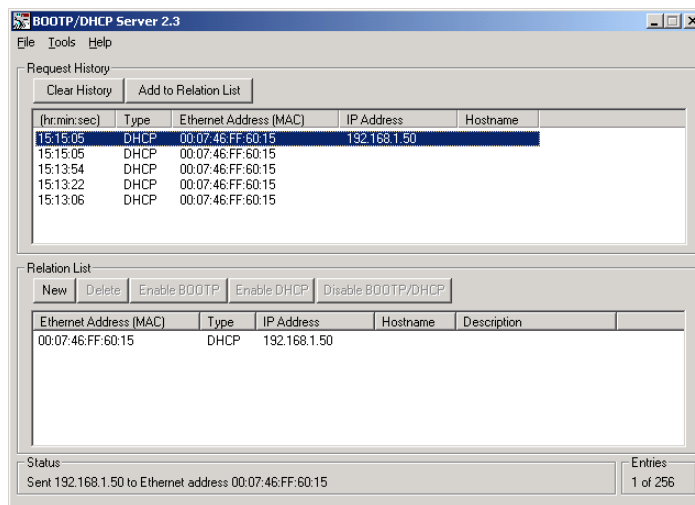 BOOTP/DHCP Server 2.3
File Tools Help
Request History
Clear History Add to Relation List
(hr:min:sec) Type Ethernet Address (MAC) IP Address Hostname
15:15:05 DHCP 00:07:46:FF:60:15 192.168.1.50
15:15:05 DHCP 00:07:46:FF:60:15
15:13:54 DHCP 00:07:46:FF:60:15
15:13:22 DHCP 00:07:46:FF:60:15
15:13:06 DHCP 00:07:46:FF:60:15
Relation List
New Delete Enable BOOTP Enable DHCP Disable BOOTP/DHCP
Ethernet Address (MAC) Type IP Address Hostname Description
00:07:46:FF:60:15 DHCP 192.168.1.50
Status Entries
Sent 192.168.1.50 to Ethernet address 00:07:46:FF:60:15 1 of 256